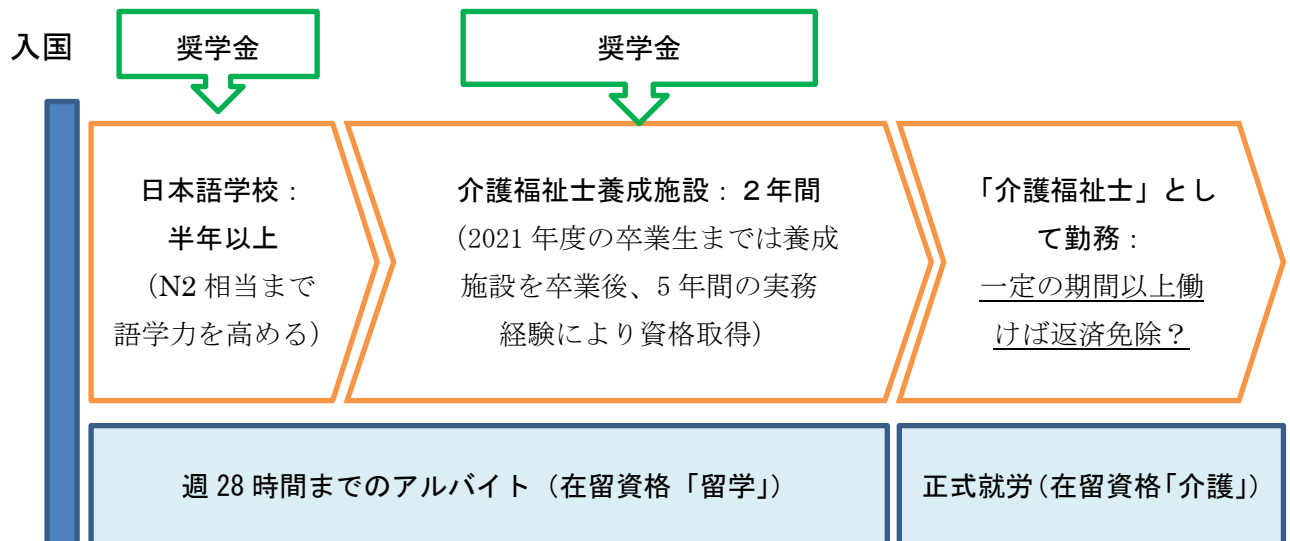 入国
奨学金
奨学金
日本語学校：
半年以上
（N2 相当まで
語学力を高める）
介護福祉士養成施設：２年間
（2021 年度の卒業生までは養成
施設を卒業後、5 年間の実務
経験により資格取得）
「介護福祉士」とし
て勤務：
一定の期間以上働
けば返済免除？
週 28 時間までのアルバイト（在留資格「留学」）
正式就労（在留資格「介護」）